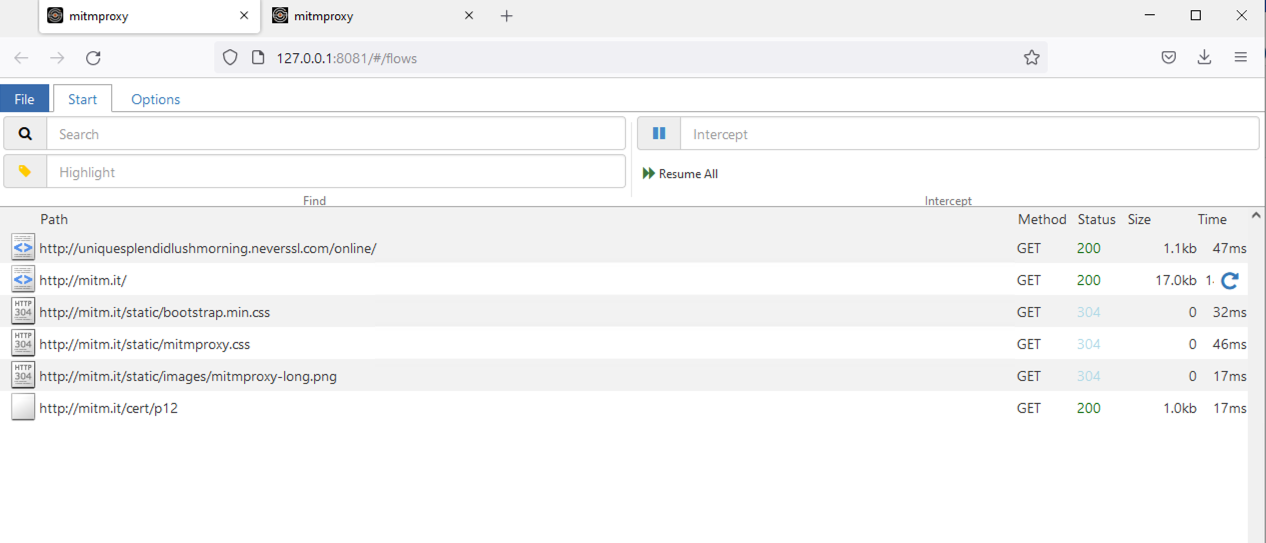 mitmproxy mitmproxy
127.0.0.1:8081/#/flows
File Start Options
Search Intercept
Highlight Resume All
Find Intercept
Path Method Status Size Time
http://uniquesplendidlushmorning.neverssl.com/online/ GET 200 1.1kb 47ms
http://mitm.it/ GET 200 17.0kb 1
HTTP 304 http://mitm.it/static/bootstrap.min.css GET 304 0 32ms
HTTP 304 http://mitm.it/static/mitmproxy.css GET 304 0 46ms
HTTP 304 http://mitm.it/static/images/mitmproxy-long.png GET 304 0 17ms
http://mitm.it/cert/p12 GET 200 1.0kb 17ms